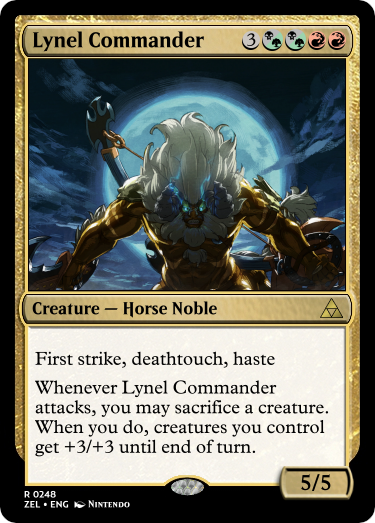 Lynel Commander 3
Creature — Horse Noble
First strike, deathtouch, haste
Whenever Lynel Commander
attacks, you may sacrifice a creature.
When you do, creatures you control
get +3/+3 until end of turn.
5/5
R 0248
ZEL • ENG Nintendo